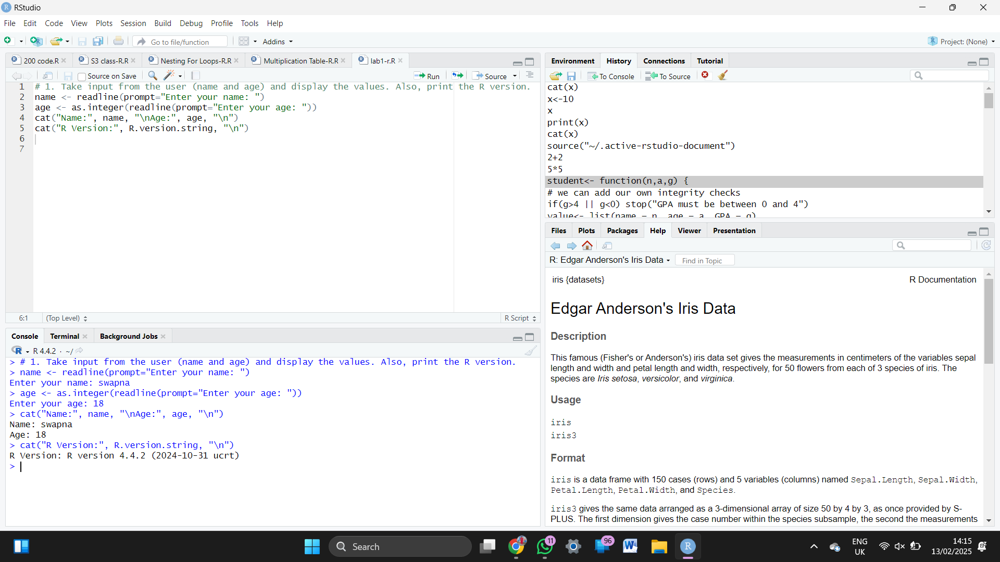 RStudio
File Edit Code View Plots Session Build Debug Profile Tools Help
Go to file/function Addins Project: (None)
200 code.R S3 class-R.R Nesting For Loops-R.R Multiplication Table-R.R lab1-r.R
Source on Save Run Source
1 # 1. Take input from the user (name and age) and display the values. Also, print the R version.
2 name <- readline(prompt="Enter your name: ")
3 age <- as.integer(readline(prompt="Enter your age: "))
4 cat("Name:", name, "\nAge:", age, "\n")
5 cat("R Version:", R.version.string, "\n")
6
7
6:1 (Top Level) R Script
Console Terminal Background Jobs
R 4.4.2 · ~/
> # 1. Take input from the user (name and age) and display the values. Also, print the R version.
> name <- readline(prompt="Enter your name: ")
Enter your name: swapna
> age <- as.integer(readline(prompt="Enter your age: "))
Enter your age: 18
> cat("Name:", name, "\nAge:", age, "\n")
Name: swapna
Age: 18
> cat("R Version:", R.version.string, "\n")
R Version: R version 4.4.2 (2024-10-31 ucrt)
>
Environment History Connections Tutorial
To Console To Source
cat(x)
x<-10
x
print(x)
cat(x)
source("~/.active-rstudio-document")
2+2
5*5
student<- function(n,a,g) {
# we can add our own integrity checks
if(g>4 || g<0) stop("GPA must be between 0 and 4")
value<- list(name = n, age = a, GPA = g)
Files Plots Packages Help Viewer Presentation
R: Edgar Anderson's Iris Data Find in Topic
iris {datasets} R Documentation
Edgar Anderson's Iris Data
Description
This famous (Fisher's or Anderson's) iris data set gives the measurements in centimeters of the variables sepal
length and width and petal length and width, respectively, for 50 flowers from each of 3 species of iris. The
species are Iris setosa, versicolor, and virginica.
Usage
iris
iris3
Format
iris is a data frame with 150 cases (rows) and 5 variables (columns) named Sepal.Length, Sepal.Width,
Petal.Length, Petal.Width, and Species.
iris3 gives the same data arranged as a 3-dimensional array of size 50 by 4 by 3, as once provided by S-
PLUS. The first dimension gives the case number within the species subsample, the second the measurements
Search 11 96 ENG
UK
14:15
13/02/2025